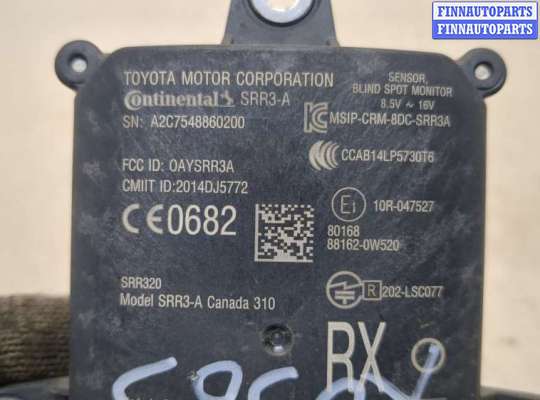 FINNAUTOPARTS
FINNAUTOPARTS
FINNAUTOPARTS
TOYOTA MOTOR CORPORATION
Continental SRR3-A
SN: A2C7548860200
SENSOR,
BLIND SPOT MONITOR
8.5V ~ 16V
MSIP-CRM-8DC-SRR3A
CCAB14LP5730T6
FCC ID: OAYSRR3A
CMIIT ID:2014DJ5772
CE0682
E1 10R-047527
80168
88162-0W520
SRR320
Model SRR3-A Canada 310
R 202-LSC077
RX